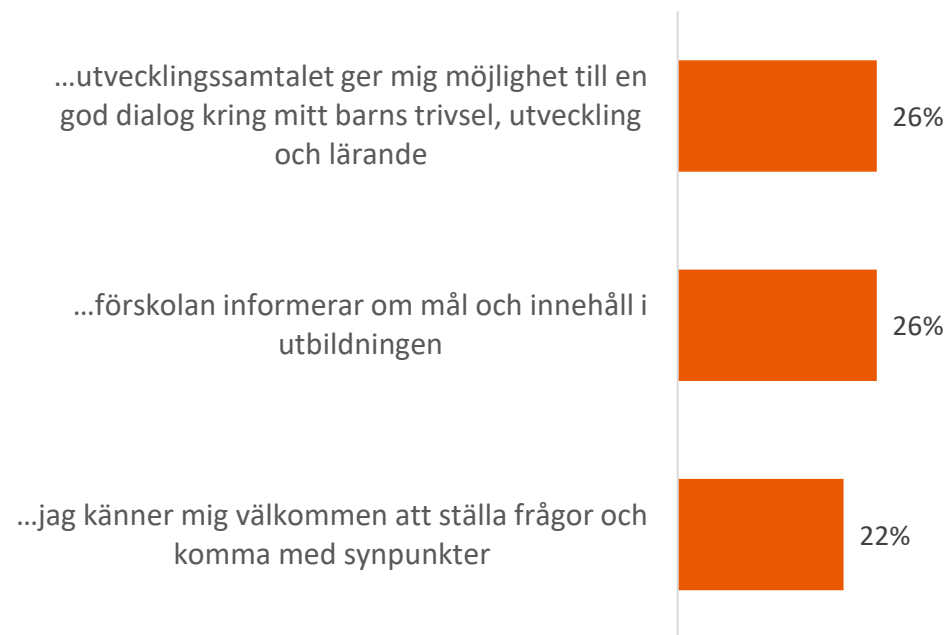 ...utvecklingssamtalet ger mig möjlighet till en
god dialog kring mitt barns trivsel, utveckling
och lärande
26%
...förskolan informerar om mål och innehåll i
utbildningen
26%
...jag känner mig välkommen att ställa frågor och
komma med synpunkter
22%